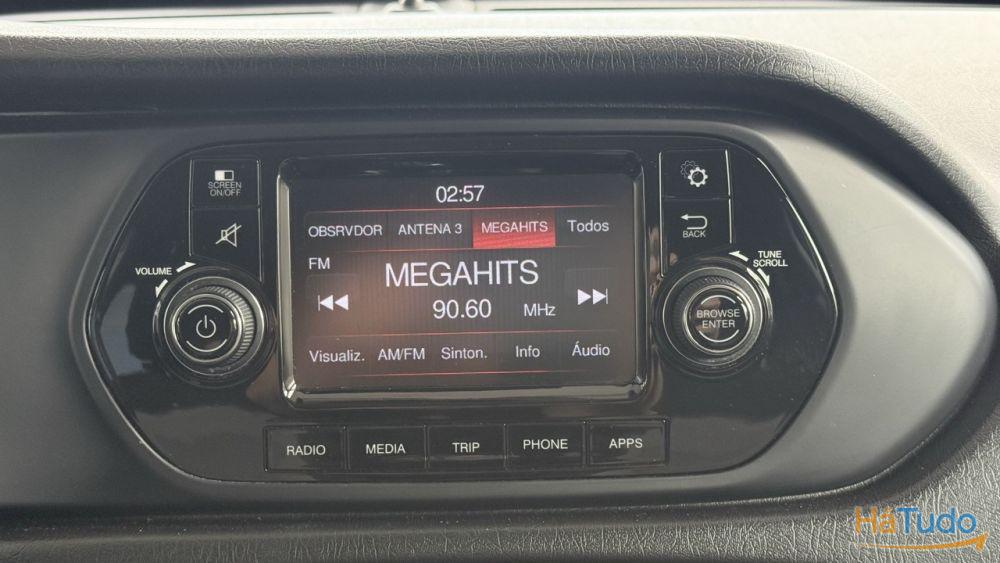 SCREEN
ON/OFF
VOLUME
02:57
OBSRVDOR ANTENA 3 MEGAHITS Todos
FM
MEGAHITS
90.60 MHz
Visualiz. AM/FM Sinton. Info Áudio
BACK
TUNE
SCROLL
BROWSE
ENTER
RADIO MEDIA TRIP PHONE APPS
HáTudo